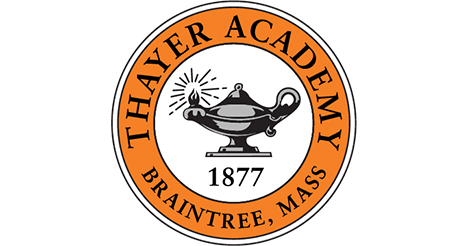 THAYER ACADEMY
1877
BRAINTREE, MASS